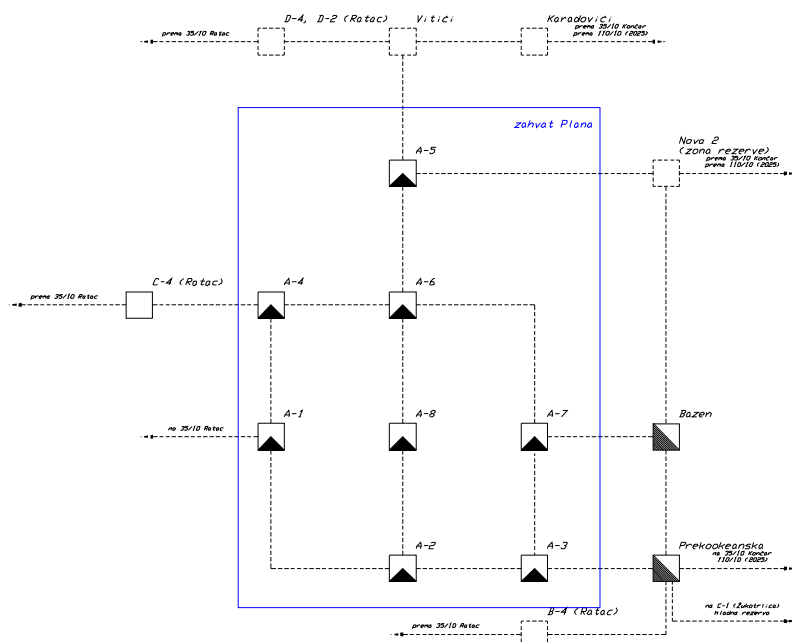 D-4, D-2 (Ratac)
Vitići
Karadovići
prema 35/10 Ratac
prema 35/10 Končar
prema 110/10 (2025)
zahvat Plana
A-5
Nova 2
(zona rezerve)
prema 35/10 Končar
prema 110/10 (2025)
C-4 (Ratac)
A-4
A-6
prema 35/10 Ratac
A-1
A-8
A-7
Bazen
na 35/10 Ratac
A-2
A-3
Prekookeanska
na 35/10 Končar
110/10 (2025)
na C-1 (Žukotrlica)
hladna rezerva
B-4 (Ratac)
prema 35/10 Ratac